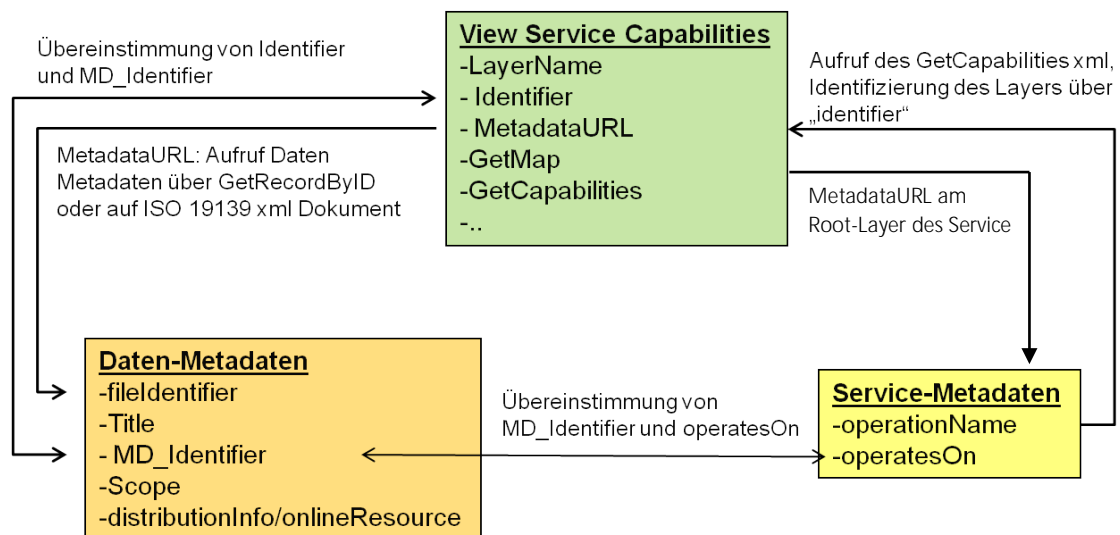 Übereinstimmung von Identifier
und MD_Identifier
MetadataURL: Aufruf Daten
Metadaten über GetRecordByID
oder auf ISO 19139 xml Dokument
View Service Capabilities
-LayerName
- Identifier
- MetadataURL
-GetMap
-GetCapabilities
-..
Aufruf des GetCapabilities xml,
Identifizierung des Layers über
„identifier“
MetadataURL am
Root-Layer des Service
Daten-Metadaten
-fileIdentifier
-Title
- MD_Identifier
-Scope
-distributionInfo/onlineResource
Übereinstimmung von
MD_Identifier und operatesOn
Service-Metadaten
-operationName
-operatesOn